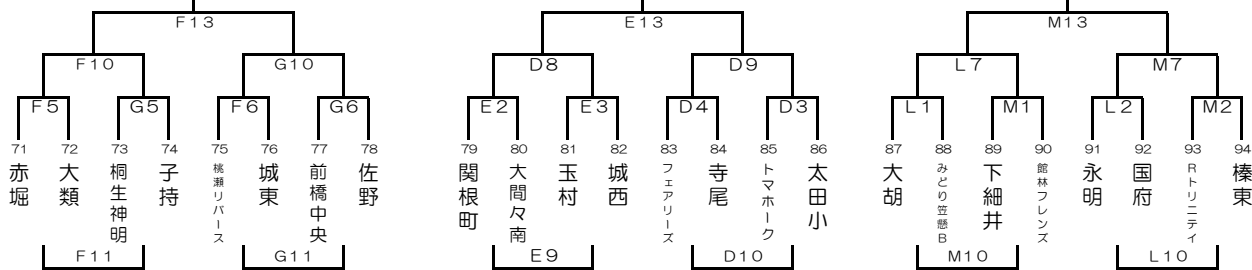 F13 E13 M13
F10 G10 D8 D9 L7 M7
F5 G5 F6 G6 E2 E3 D4 D3 L1 M1 L2 M2
71 72 73 74 75 76 77 78 79 80 81 82 83 84 85 86 87 88 89 90 91 92 93 94
赤堀 大類 桐生神明 子持 桃瀬リバース 城東 前橋中央 佐野 関根町 大間々南 玉村 城西 フェアリーズ 寺尾 トマホーク 太田小 大胡 みどり笠懸B 下細井 館林フレンズ 永明 国府 Rトリニティ 榛東
F11 G11 E9 D10 M10 L10